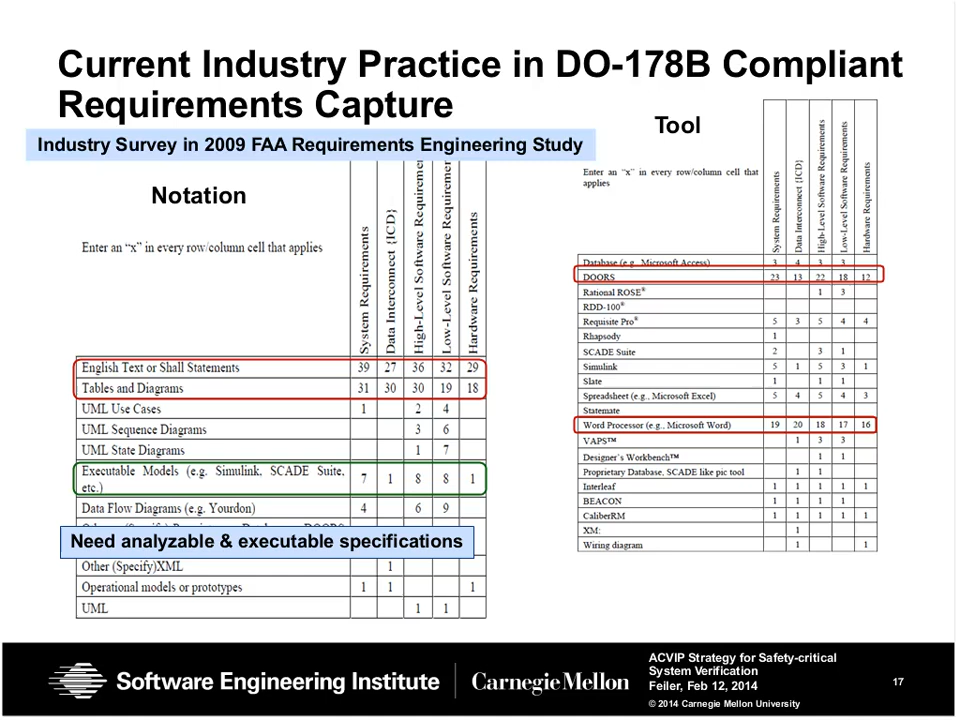 Current Industry Practice in DO-178B Compliant
Requirements Capture
Industry Survey in 2009 FAA Requirements Engineering Study
Notation
Enter an “x” in every row/column cell that applies
System Requirements
Data Interconnect {ICD}
High-Level Software Requiremen
Low-Level Software Requiremen
Hardware Requirements
English Text or Shall Statements 39 27 36 32 29
Tables and Diagrams 31 30 30 19 18
UML Use Cases 1 2 4
UML Sequence Diagrams 3 6
UML State Diagrams 1 7
Executable Models (e.g. Simulink, SCADE Suite,
etc.) 7 1 8 8 1
Data Flow Diagrams (e.g. Yourdon) 4 6 9
Need analyzable & executable specifications
Other (Specify)XML 1
Operational models or prototypes 1 1 1
UML 1 1
Tool
Enter an “x” in every row/column cell that
applies
System Requirements
Data Interconnect {ICD}
High-Level Software Requirements
Low-Level Software Requirements
Hardware Requirements
Database (e.g. Microsoft Access) 3 4 3 3
DOORS 23 13 22 18 12
Rational ROSE® 1 3
RDD-100®
Requisite Pro® 5 3 5 4 4
Rhapsody 1
SCADE Suite 2 3 1
Simulink 5 1 5 3 1
Slate 1 1 1
Spreadsheet (e.g., Microsoft Excel) 5 4 5 4 3
Statemate
Word Processor (e.g., Microsoft Word) 19 20 18 17 16
VAPS™ 1 3 3
Designer's Workbench™ 1 1
Proprietary Database, SCADE like pic tool 1 1
Interleaf 1 1 1 1 1
BEACON 1 1 1 1
CaliberRM 1 1 1 1 1
XM: 1
Wiring diagram 1 1
Software Engineering Institute
Carnegie Mellon
ACVIP Strategy for Safety-critical
System Verification
Feiler, Feb 12, 2014
© 2014 Carnegie Mellon University
17